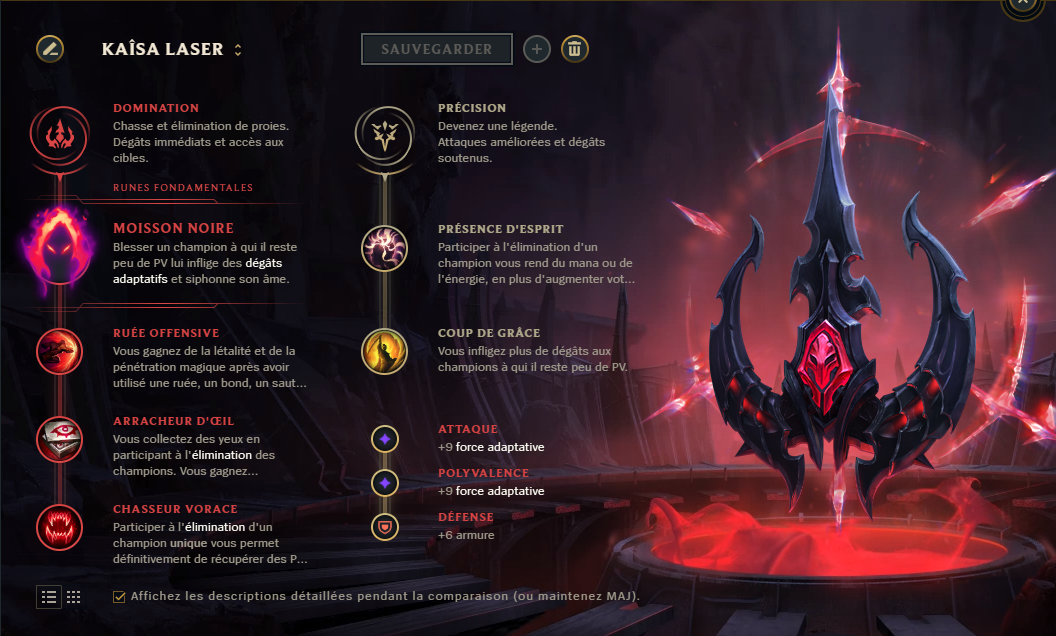 KAÎSA LASER
SAUVEGARDER
DOMINATION
Chasse et élimination de proies.
Dégâts immédiats et accès aux
cibles.
RUNES FONDAMENTALES
MOISSON NOIRE
Blesser un champion à qui il reste
peu de PV lui inflige des dégâts
adaptatifs et siphonne son âme.
RUÉE OFFENSIVE
Vous gagnez de la létalité et de la
pénétration magique après avoir
utilisé une ruée, un bond, un saut...
ARRACHEUR D'ŒIL
Vous collectez des yeux en
participant à l'élimination des
champions. Vous gagnez...
CHASSEUR VORACE
Participer à l'élimination d'un
champion unique vous permet
définitivement de récupérer des P...
PRÉCISION
Devenez une légende.
Attaques améliorées et dégâts
soutenus.
PRÉSENCE D'ESPRIT
Participer à l'élimination d'un
champion vous rend du mana ou de
l'énergie, en plus d'augmenter vot...
COUP DE GRÂCE
Vous infligez plus de dégâts aux
champions à qui il reste peu de PV.
ATTAQUE
+9 force adaptative
POLYVALENCE
+9 force adaptative
DÉFENSE
+6 armure
Affichez les descriptions détaillées pendant la comparaison (ou maintenez MAJ).